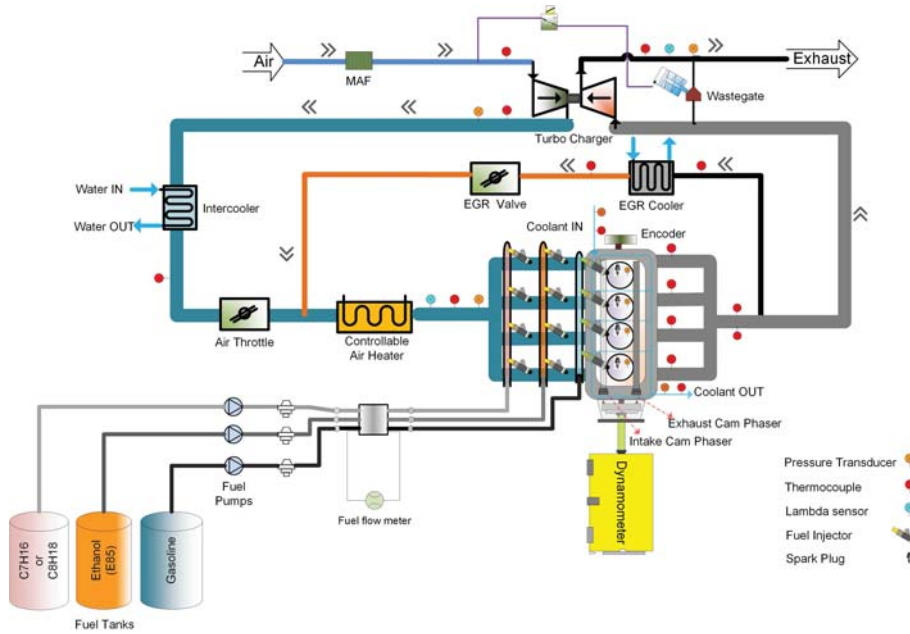 Air
MAF
Exhaust
Wastegate
Turbo Charger
Water IN
Water OUT
Intercooler
EGR Valve
EGR Cooler
Coolant IN
Encoder
Air Throttle
Controllable
Air Heater
Coolant OUT
Exhaust Cam Phaser
Intake Cam Phaser
Fuel
Pumps
Fuel flow meter
Dynamometer
Pressure Transducer
Thermocouple
Lambda sensor
Fuel Injector
Spark Plug
C7H16
or
C8H18
Ethanol
(E85)
Gasoline
Fuel Tanks